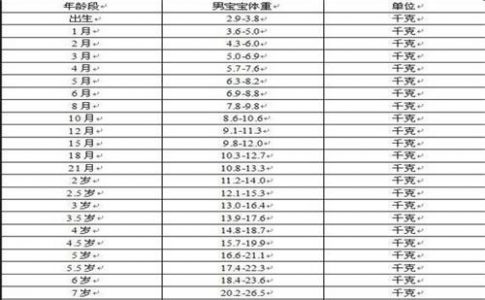 年龄段 男宝宝体重 单位
出生 2.9-3.8 千克
1月 3.6-5.0 千克
2月 4.3-6.0 千克
3月 5.0-6.9 千克
4月 5.7-7.6 千克
5月 6.3-8.2 千克
6月 6.9-8.8 千克
8月 7.8-9.8 千克
10月 8.6-10.6 千克
12月 9.1-11.3 千克
15月 9.8-12.0 千克
18月 10.3-12.7 千克
21月 10.8-13.3 千克
2岁 11.2-14.0 千克
2.5岁 12.1-15.3 千克
3岁 13.0-16.4 千克
3.5岁 13.9-17.6 千克
4岁 14.8-18.7 千克
4.5岁 15.7-19.9 千克
5岁 16.6-21.1 千克
5.5岁 17.4-22.3 千克
6岁 18.4-23.6 千克
7岁 20.2-26.5 千克